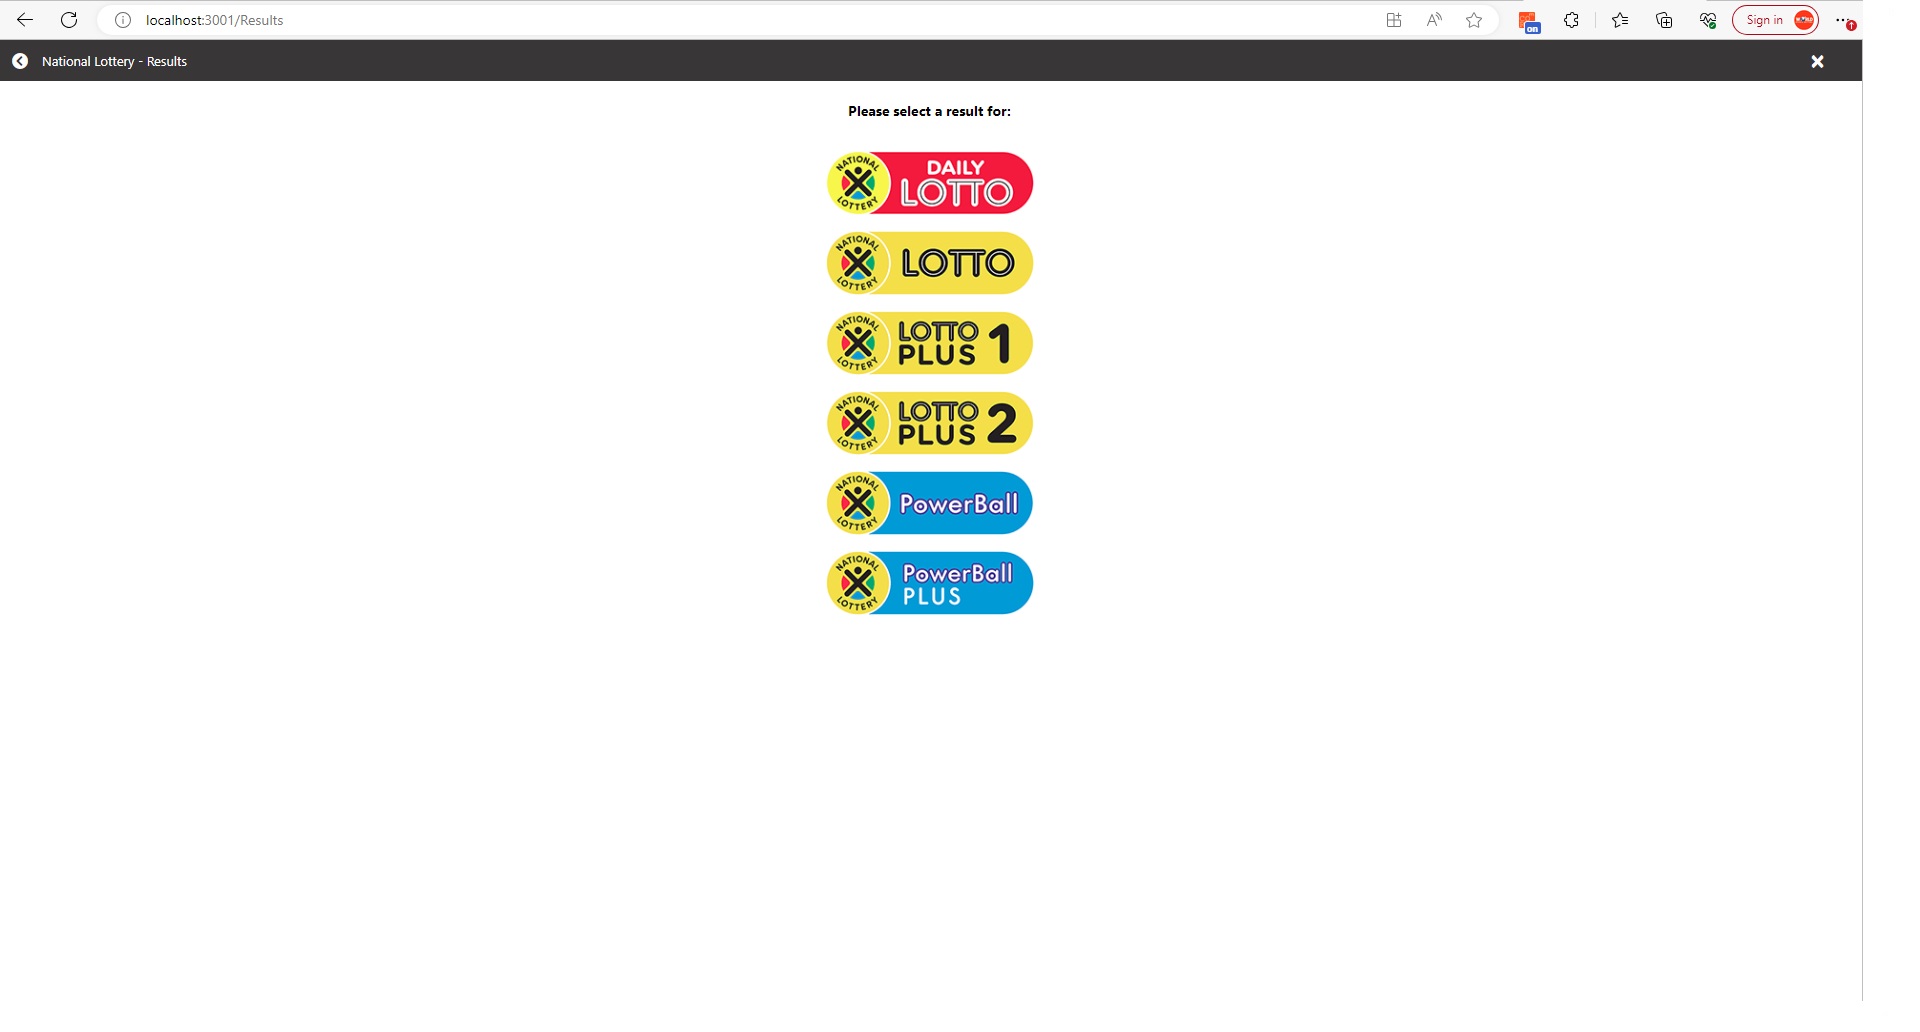 localhost:3001/Results
on
Sign in
National Lottery - Results
Please select a result for:
NATIONAL LOTTERY DAILY LOTTO
NATIONAL LOTTERY LOTTO
NATIONAL LOTTERY LOTTO PLUS 1
NATIONAL LOTTERY LOTTO PLUS 2
NATIONAL LOTTERY PowerBall
NATIONAL LOTTERY PowerBall PLUS